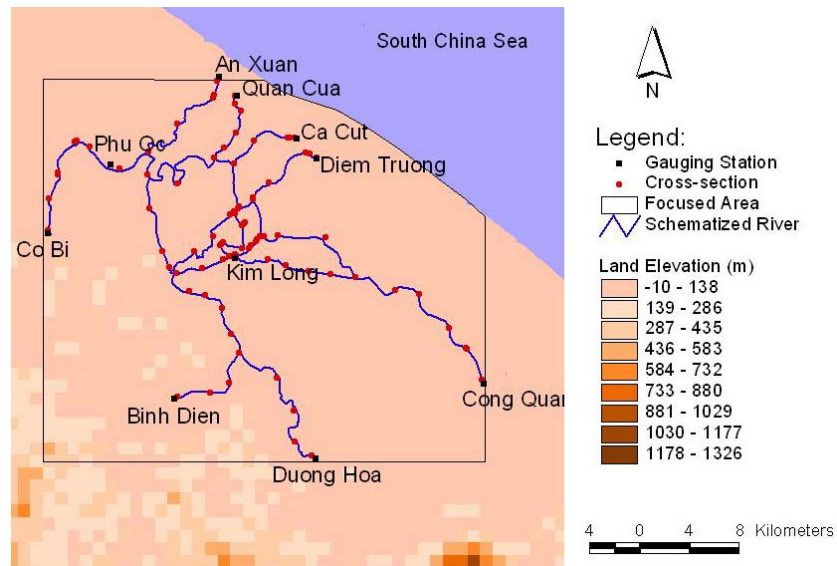 South China Sea
An Xuan
Quan Cua
Ca Cut
Phu Oc
Diem Truong
Co Bi
Kim Long
Binh Dien
Cong Quan
Duong Hoa
N
Legend:
Gauging Station
Cross-section
Focused Area
Schematized River
Land Elevation (m)
-10 - 138
139 - 286
287 - 435
436 - 583
584 - 732
733 - 880
881 - 1029
1030 - 1177
1178 - 1326
4 0 4 8 Kilometers